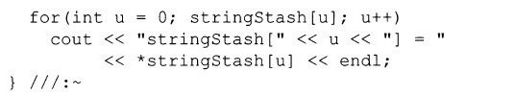 for(int u = 0; stringStash[u]; u++)
cout << "stringStash[" << u << "] = "
<< *stringStash[u] << endl;
} ///:~